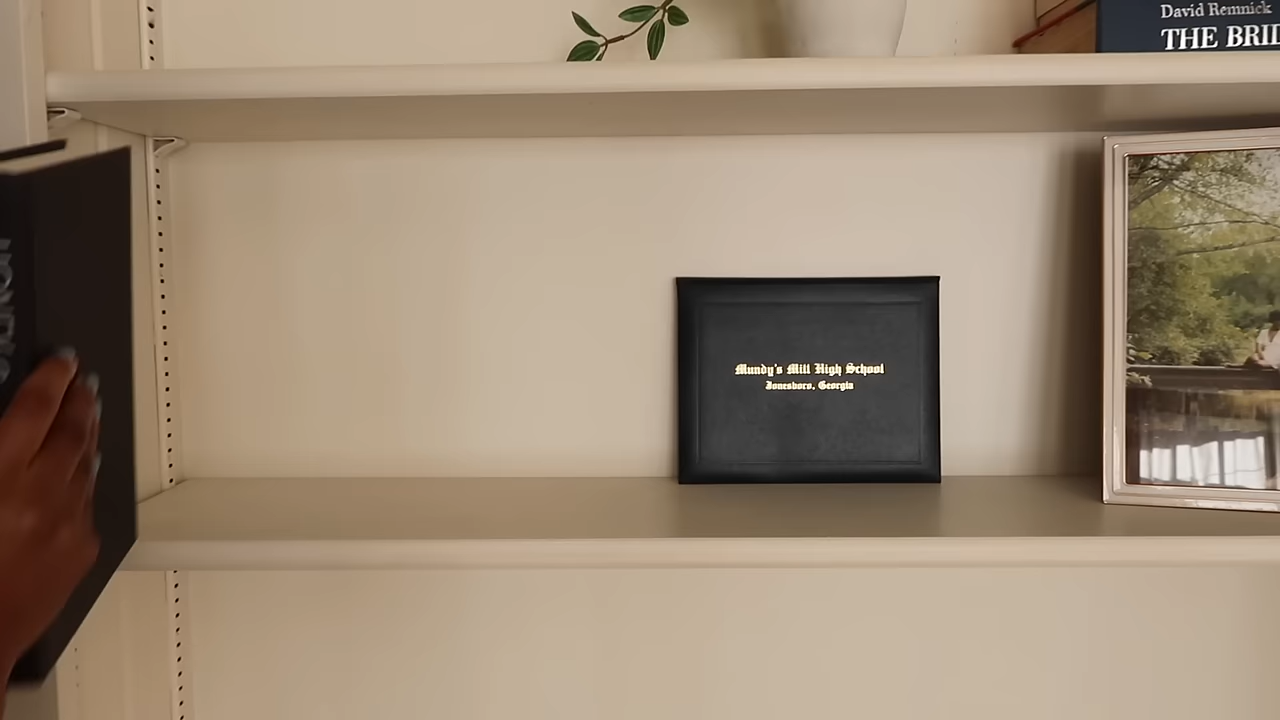 David Remnick
THE BRID
Mundy's Mill High School
Jonesboro, Georgia